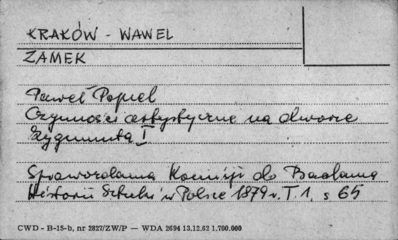 KRAKÓW - WAWEL
ZAMEK
Paweł Popiel
Czynności artystyczne na dworze
Zygmunta I
Sprawozdania Komisji do Badania
Historii Sztuki w Polsce 1879 r. T. 1, s 65
CWD - B-15-b, nr 2827/ZW/P — WDA 2694 13.12.62 1.700.000